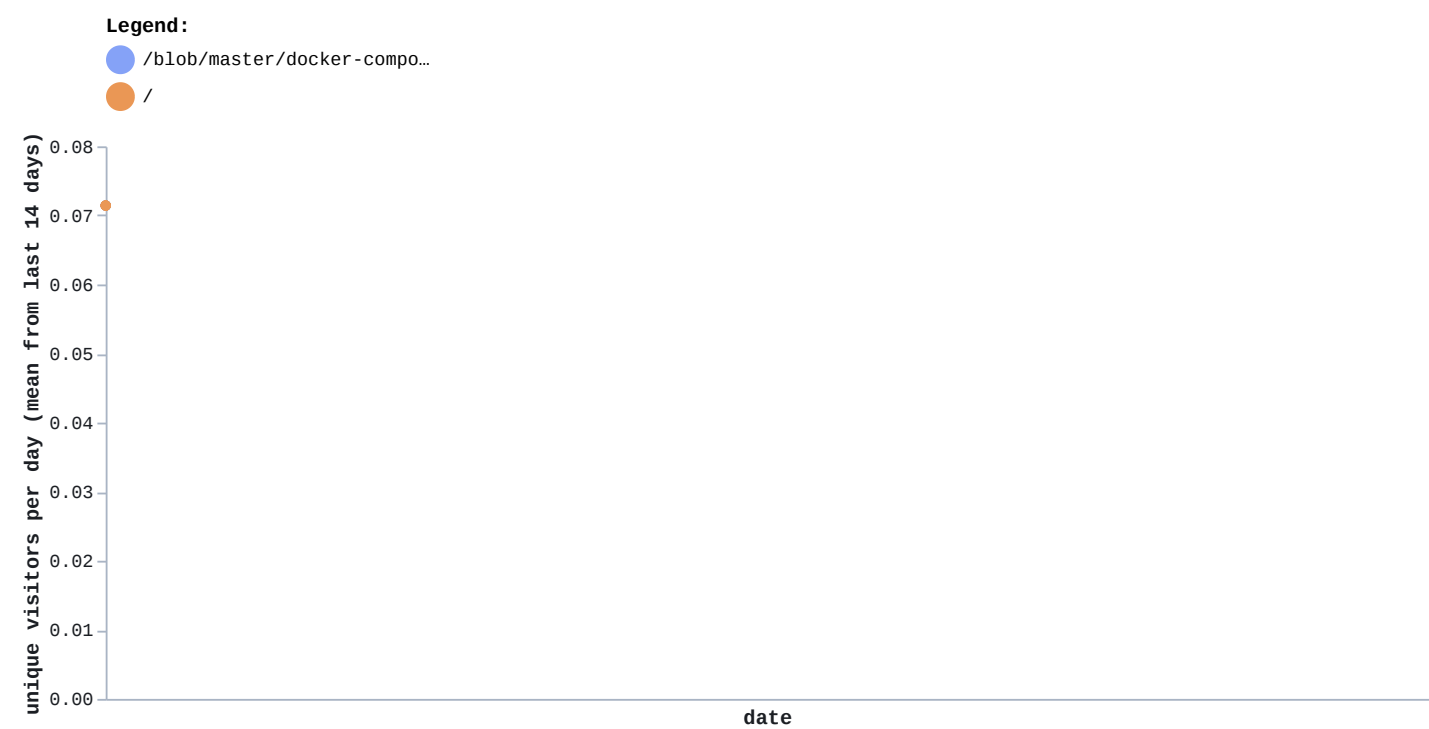 Legend:
/blob/master/docker-compo…
/
unique visitors per day (mean from last 14 days)
0.08
0.07
0.06
0.05
0.04
0.03
0.02
0.01
0.00
date